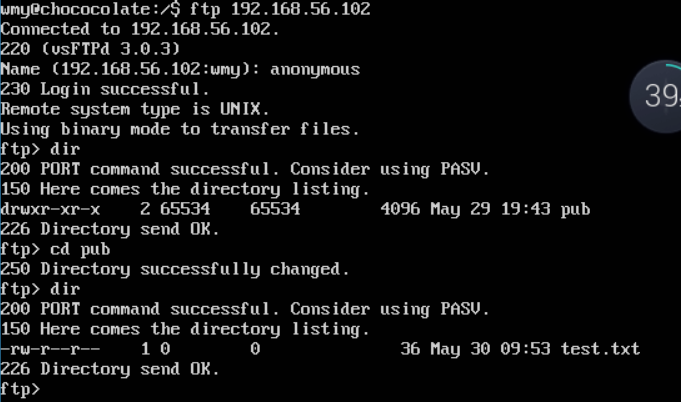 wmy@chococolate:/$ ftp 192.168.56.102
Connected to 192.168.56.102.
220 (vsFTPd 3.0.3)
Name (192.168.56.102:wmy): anonymous
230 Login successful.
Remote system type is UNIX.
Using binary mode to transfer files.
ftp> dir
200 PORT command successful. Consider using PASV.
150 Here comes the directory listing.
drwxr-xr-x    2 65534    65534        4096 May 29 19:43 pub
226 Directory send OK.
ftp> cd pub
250 Directory successfully changed.
ftp> dir
200 PORT command successful. Consider using PASV.
150 Here comes the directory listing.
-rw-r--r--    1 0        0              36 May 30 09:53 test.txt
226 Directory send OK.
ftp>
39